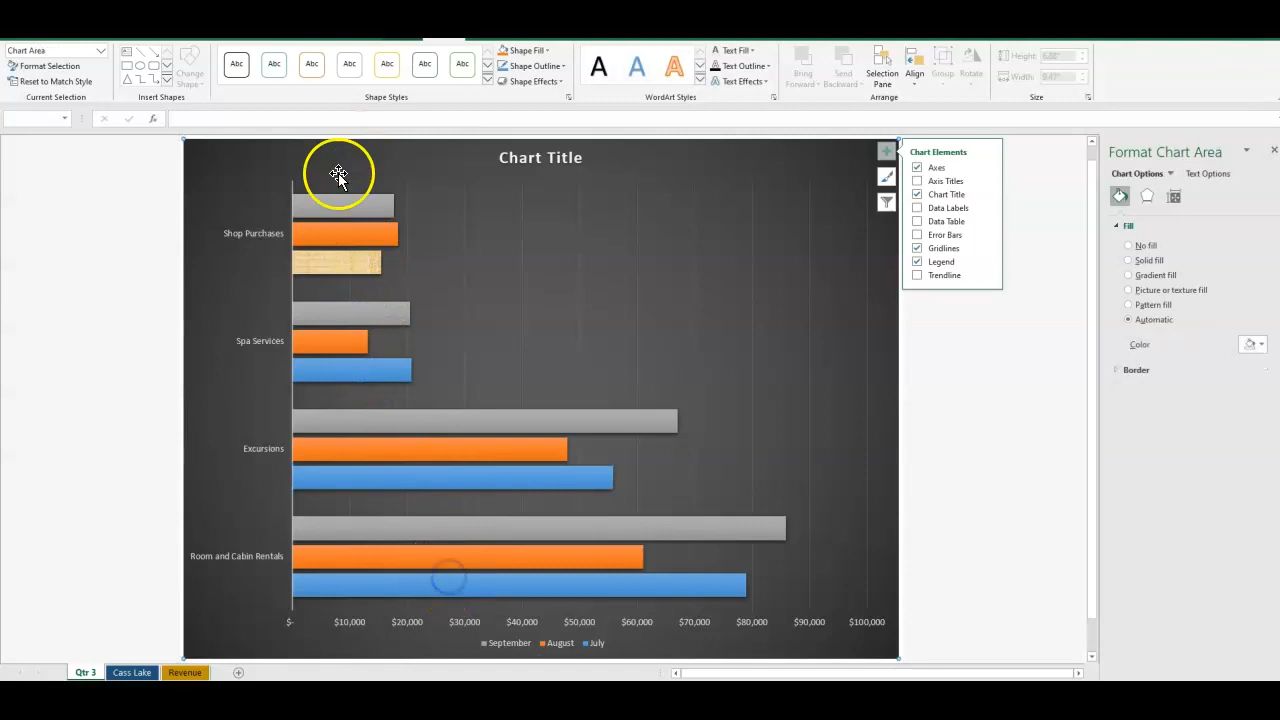 Chart Area
Format Selection
Reset to Match Style
Current Selection
Change
Shape
Insert Shapes
Abc Abc Abc Abc Abc Abc Abc
Shape Fill
Shape Outline
Shape Effects
Shape Styles
A A A
Text Fill
Text Outline
Text Effects
WordArt Styles
Bring
Forward
Send
Backward
Selection
Pane
Align
Group
Rotate
Arrange
Height:
Width:
Size
fx
Chart Title
Shop Purchases
Spa Services
Excursions
Room and Cabin Rentals
$- $10,000 $20,000 $30,000 $40,000 $50,000 $60,000 $70,000 $80,000 $90,000 $100,000
September August July
Chart Elements
Axes
Axis Titles
Chart Title
Data Labels
Data Table
Error Bars
Gridlines
Legend
Trendline
Format Chart Area
Chart Options Text Options
Fill
No fill
Solid fill
Gradient fill
Picture or texture fill
Pattern fill
Automatic
Color
Border
Qtr 3 Cass Lake Revenue